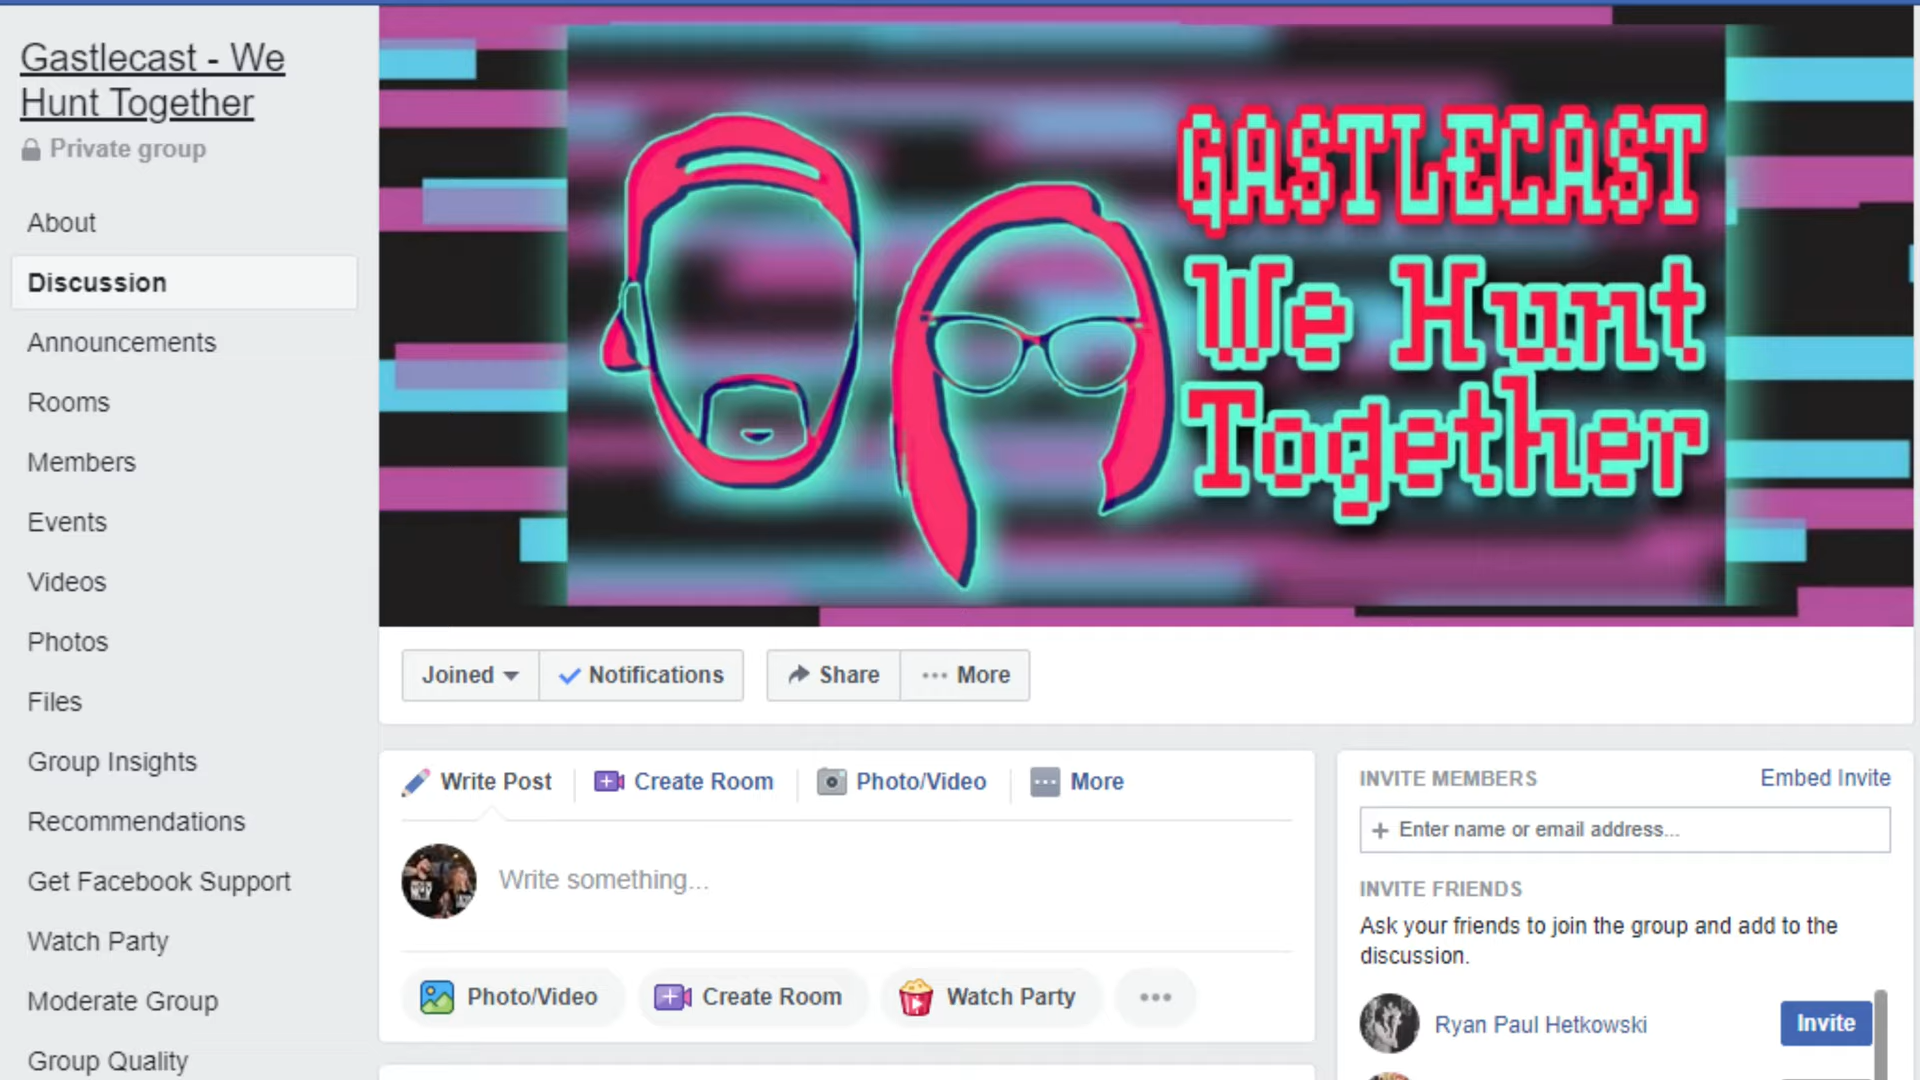 Gastlecast - We
Hunt Together
Private group
About
Discussion
Announcements
Rooms
Members
Events
Videos
Photos
Files
Group Insights
Recommendations
Get Facebook Support
Watch Party
Moderate Group
Group Quality
GASTLECAST
We Hunt
Together
Joined
Notifications
Share
More
Write Post
Create Room
Photo/Video
More
Write something...
Photo/Video
Create Room
Watch Party
INVITE MEMBERS
Embed Invite
+ Enter name or email address...
INVITE FRIENDS
Ask your friends to join the group and add to the
discussion.
Ryan Paul Hetkowski
Invite